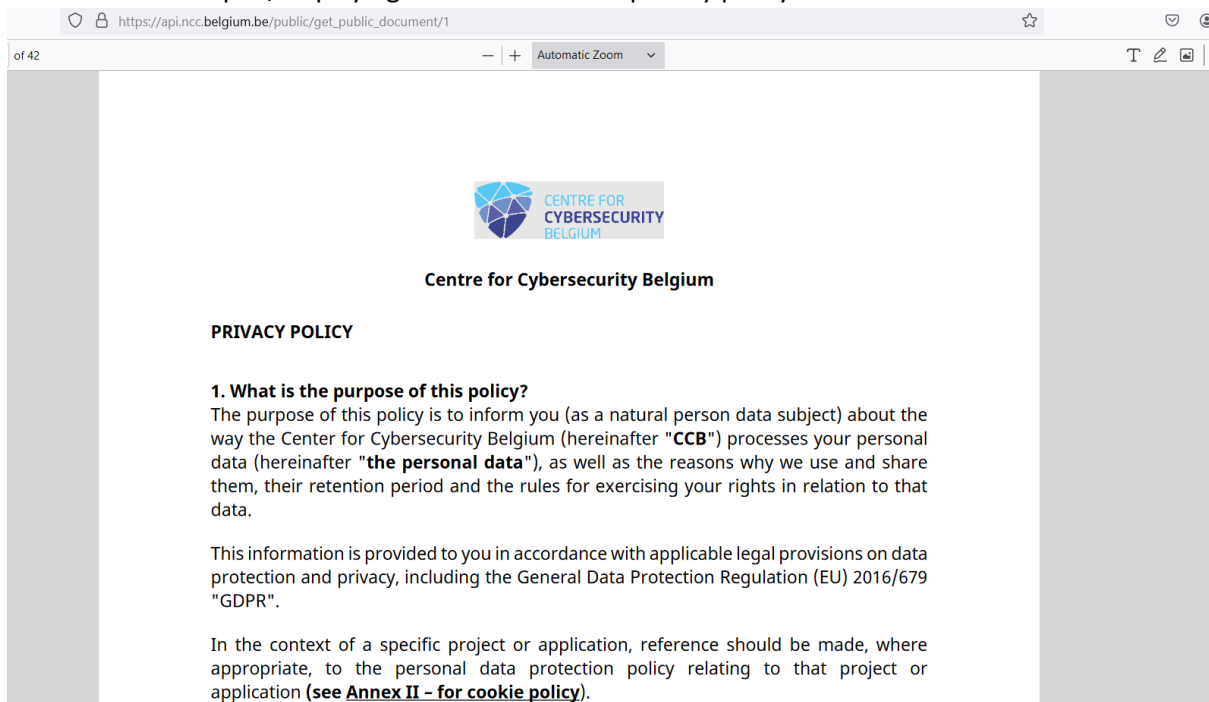 https://api.ncc.belgium.be/public/get_public_document/1
of 42
− + Automatic Zoom
T
CENTRE FOR
CYBERSECURITY
BELGIUM
Centre for Cybersecurity Belgium
PRIVACY POLICY
1. What is the purpose of this policy?
The purpose of this policy is to inform you (as a natural person data subject) about the
way the Center for Cybersecurity Belgium (hereinafter "CCB") processes your personal
data (hereinafter "the personal data"), as well as the reasons why we use and share
them, their retention period and the rules for exercising your rights in relation to that
data.
This information is provided to you in accordance with applicable legal provisions on data
protection and privacy, including the General Data Protection Regulation (EU) 2016/679
"GDPR".
In the context of a specific project or application, reference should be made, where
appropriate, to the personal data protection policy relating to that project or
application (see Annex II – for cookie policy).